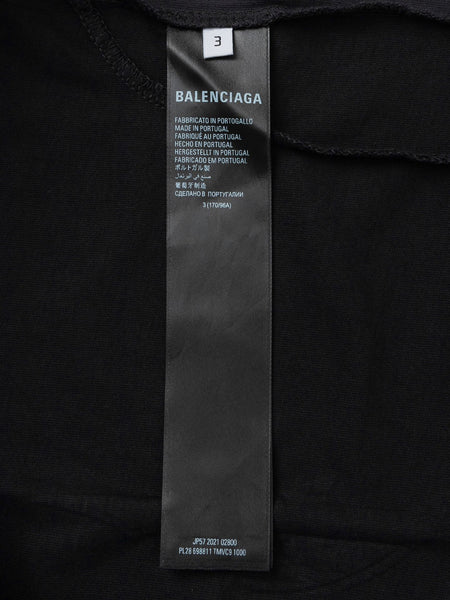 3
BALENCIAGA
FABBRICATO IN PORTOGALLO
MADE IN PORTUGAL
FABRIQUÉ AU PORTUGAL
HECHO EN PORTUGAL
HERGESTELLT IN PORTUGAL
FABRICADO EM PORTUGAL
ポルトガル製
صنع في البرتغال
葡萄牙制造
СДЕЛАНО В ПОРТУГАЛИИ
3 (170/96A)
JP57 2021 02800
PL28 698811 TMVC9 1000